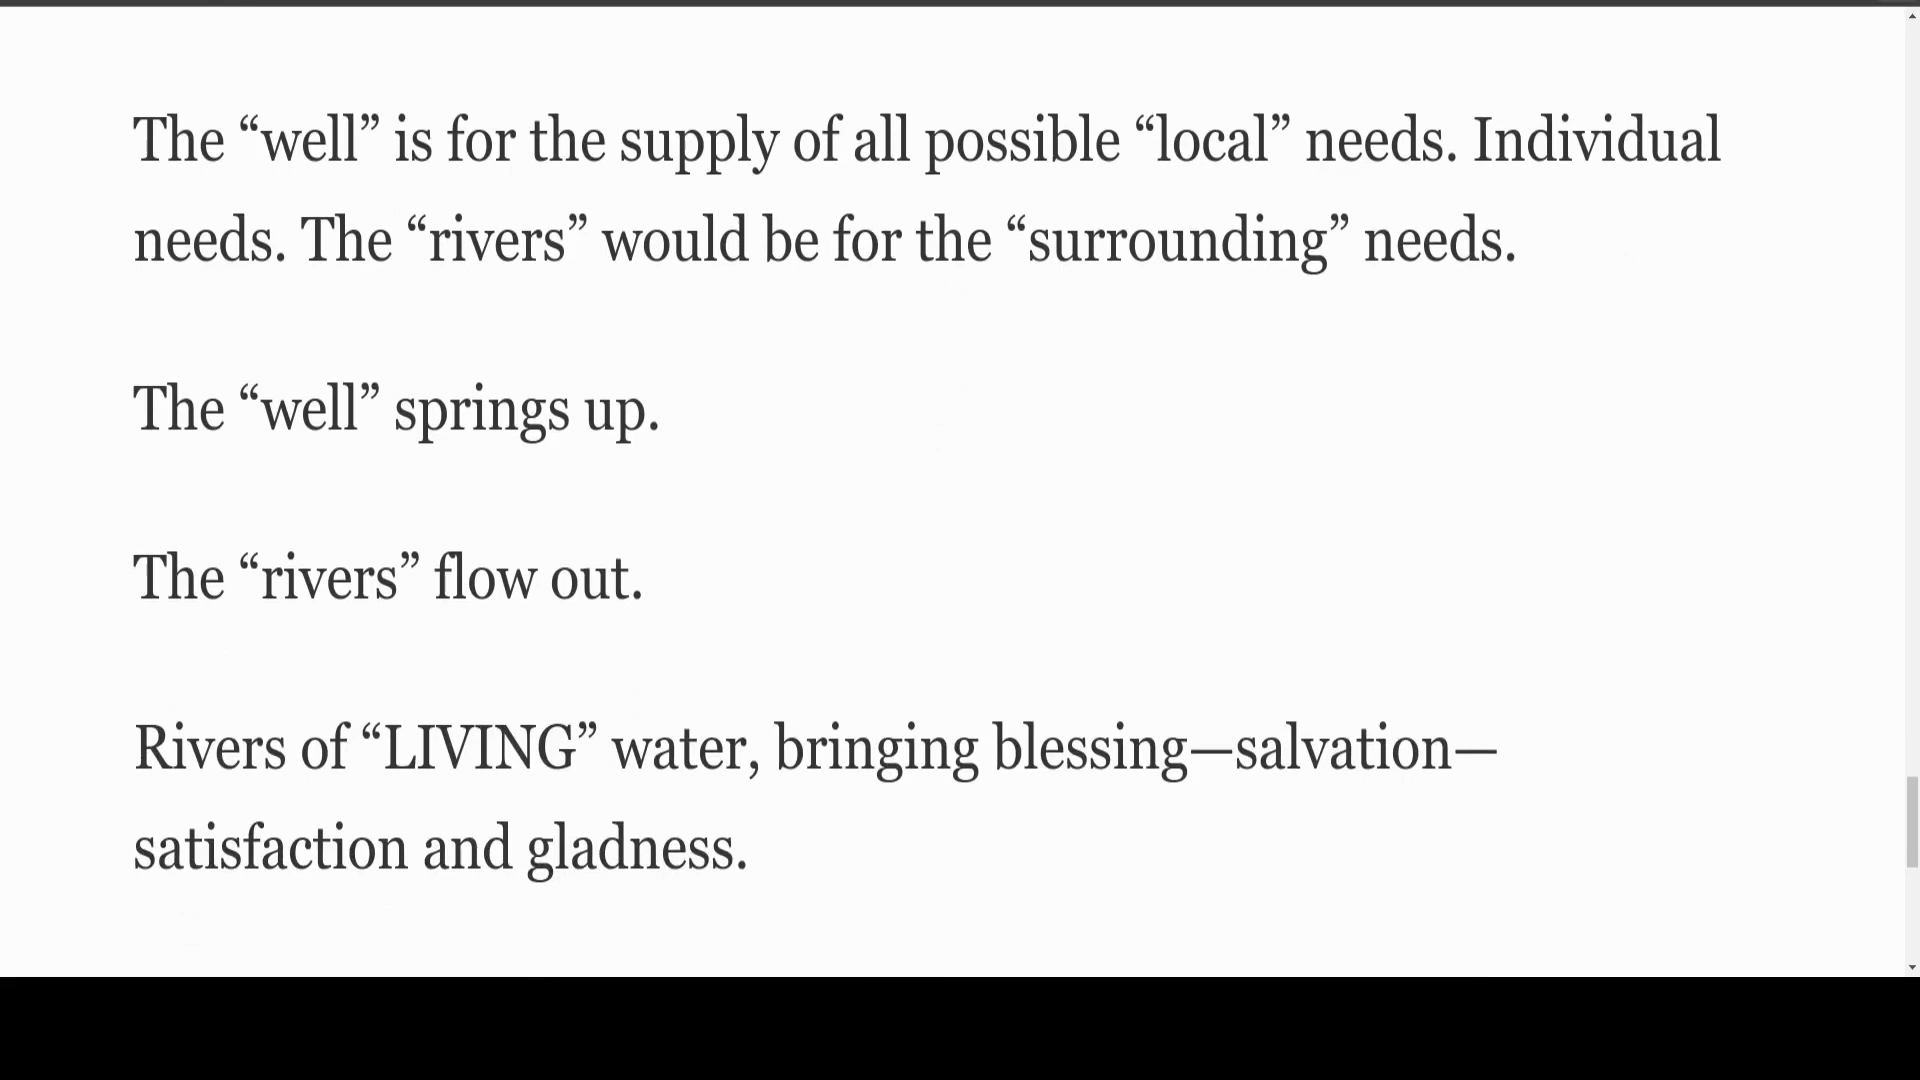 The “well” is for the supply of all possible “local” needs. Individual
needs. The “rivers” would be for the “surrounding” needs.
The “well” springs up.
The “rivers” flow out.
Rivers of “LIVING” water, bringing blessing—salvation—
satisfaction and gladness.